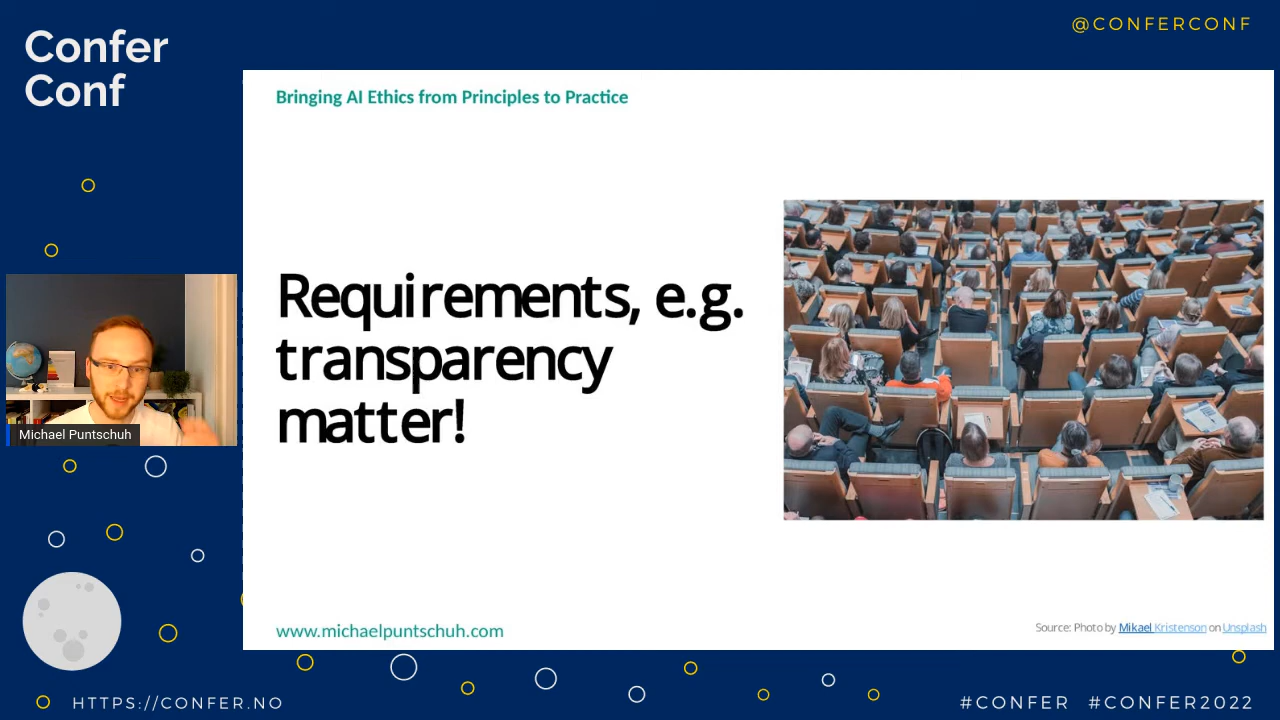 Confer
Conf
@CONFERCONF
Bringing AI Ethics from Principles to Practice
Requirements, e.g.
transparency
matter!
Michael Puntschuh
www.michaelpuntschuh.com
Source: Photo by Mikael Kristenson on Unsplash
HTTPS://CONFER.NO
#CONFER #CONFER2022